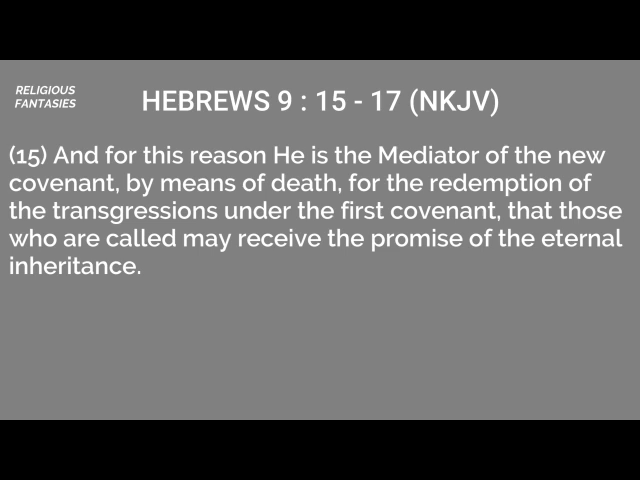 RELIGIOUS
FANTASIES
HEBREWS 9 : 15 - 17 (NKJV)
(15) And for this reason He is the Mediator of the new
covenant, by means of death, for the redemption of
the transgressions under the first covenant, that those
who are called may receive the promise of the eternal
inheritance.